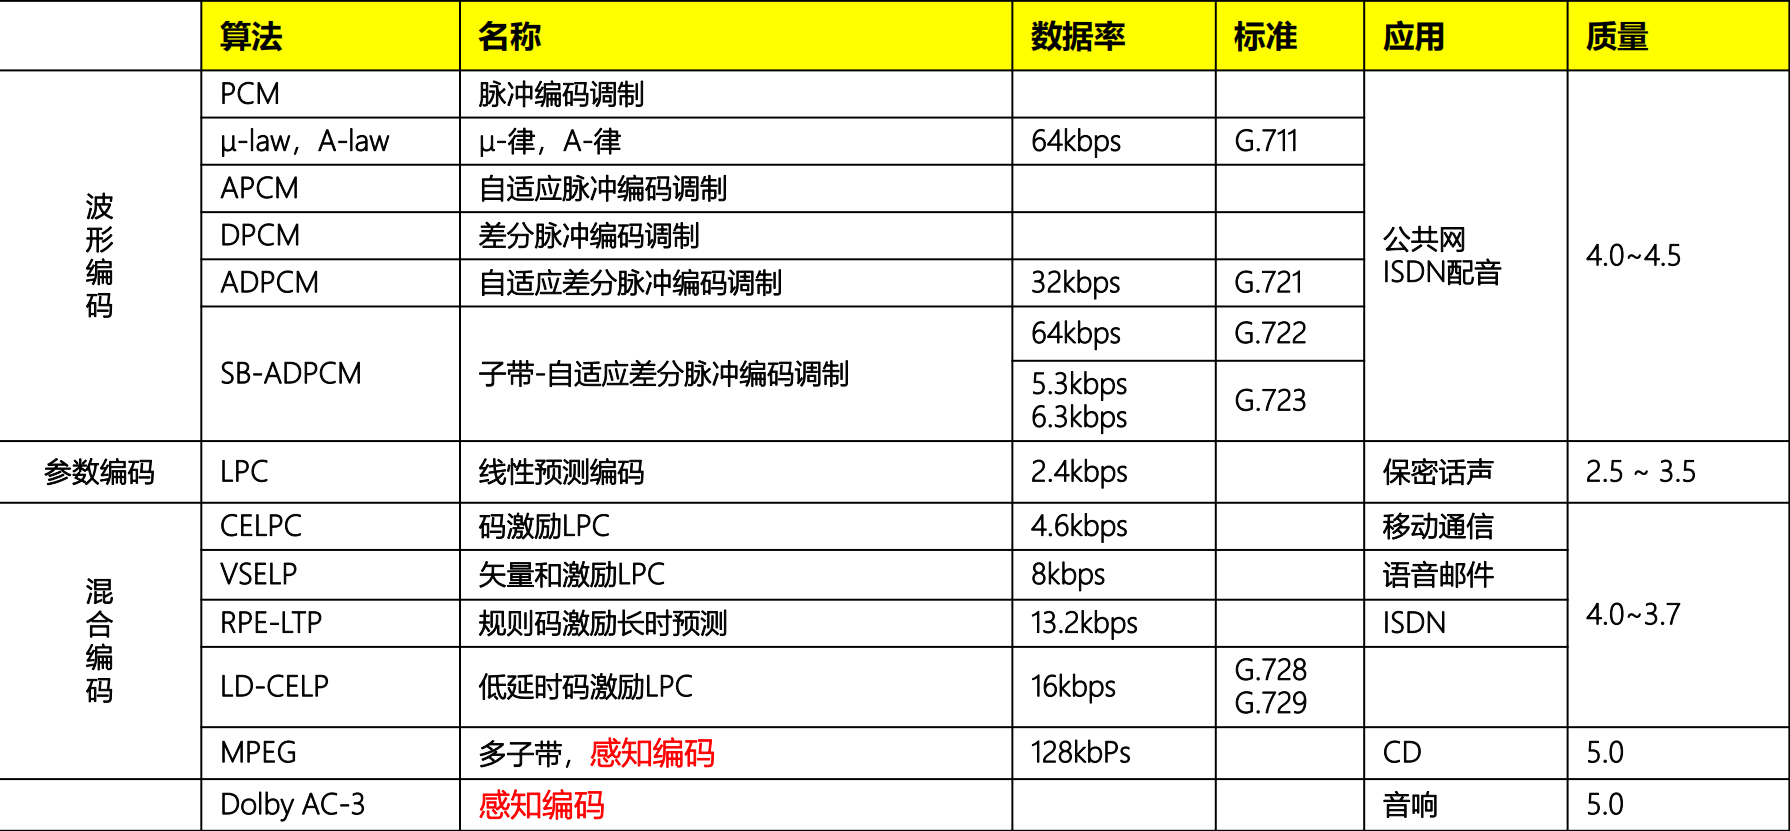 算法 名称 数据率 标准 应用 质量
波形编码
PCM 脉冲编码调制
μ-law，A-law μ-律，A-律 64kbps G.711
APCM 自适应脉冲编码调制
DPCM 差分脉冲编码调制
ADPCM 自适应差分脉冲编码调制 32kbps G.721
SB-ADPCM 子带-自适应差分脉冲编码调制
64kbps G.722
5.3kbps
6.3kbps
G.723
公共网
ISDN配音
4.0~4.5
参数编码 LPC 线性预测编码 2.4kbps 保密话声 2.5 ~ 3.5
混合编码
CELPC 码激励LPC 4.6kbps 移动通信
VSELP 矢量和激励LPC 8kbps 语音邮件
RPE-LTP 规则码激励长时预测 13.2kbps ISDN
LD-CELP 低延时码激励LPC 16kbps
G.728
G.729
4.0~3.7
MPEG 多子带，感知编码 128kbPs CD 5.0
Dolby AC-3 感知编码 音响 5.0